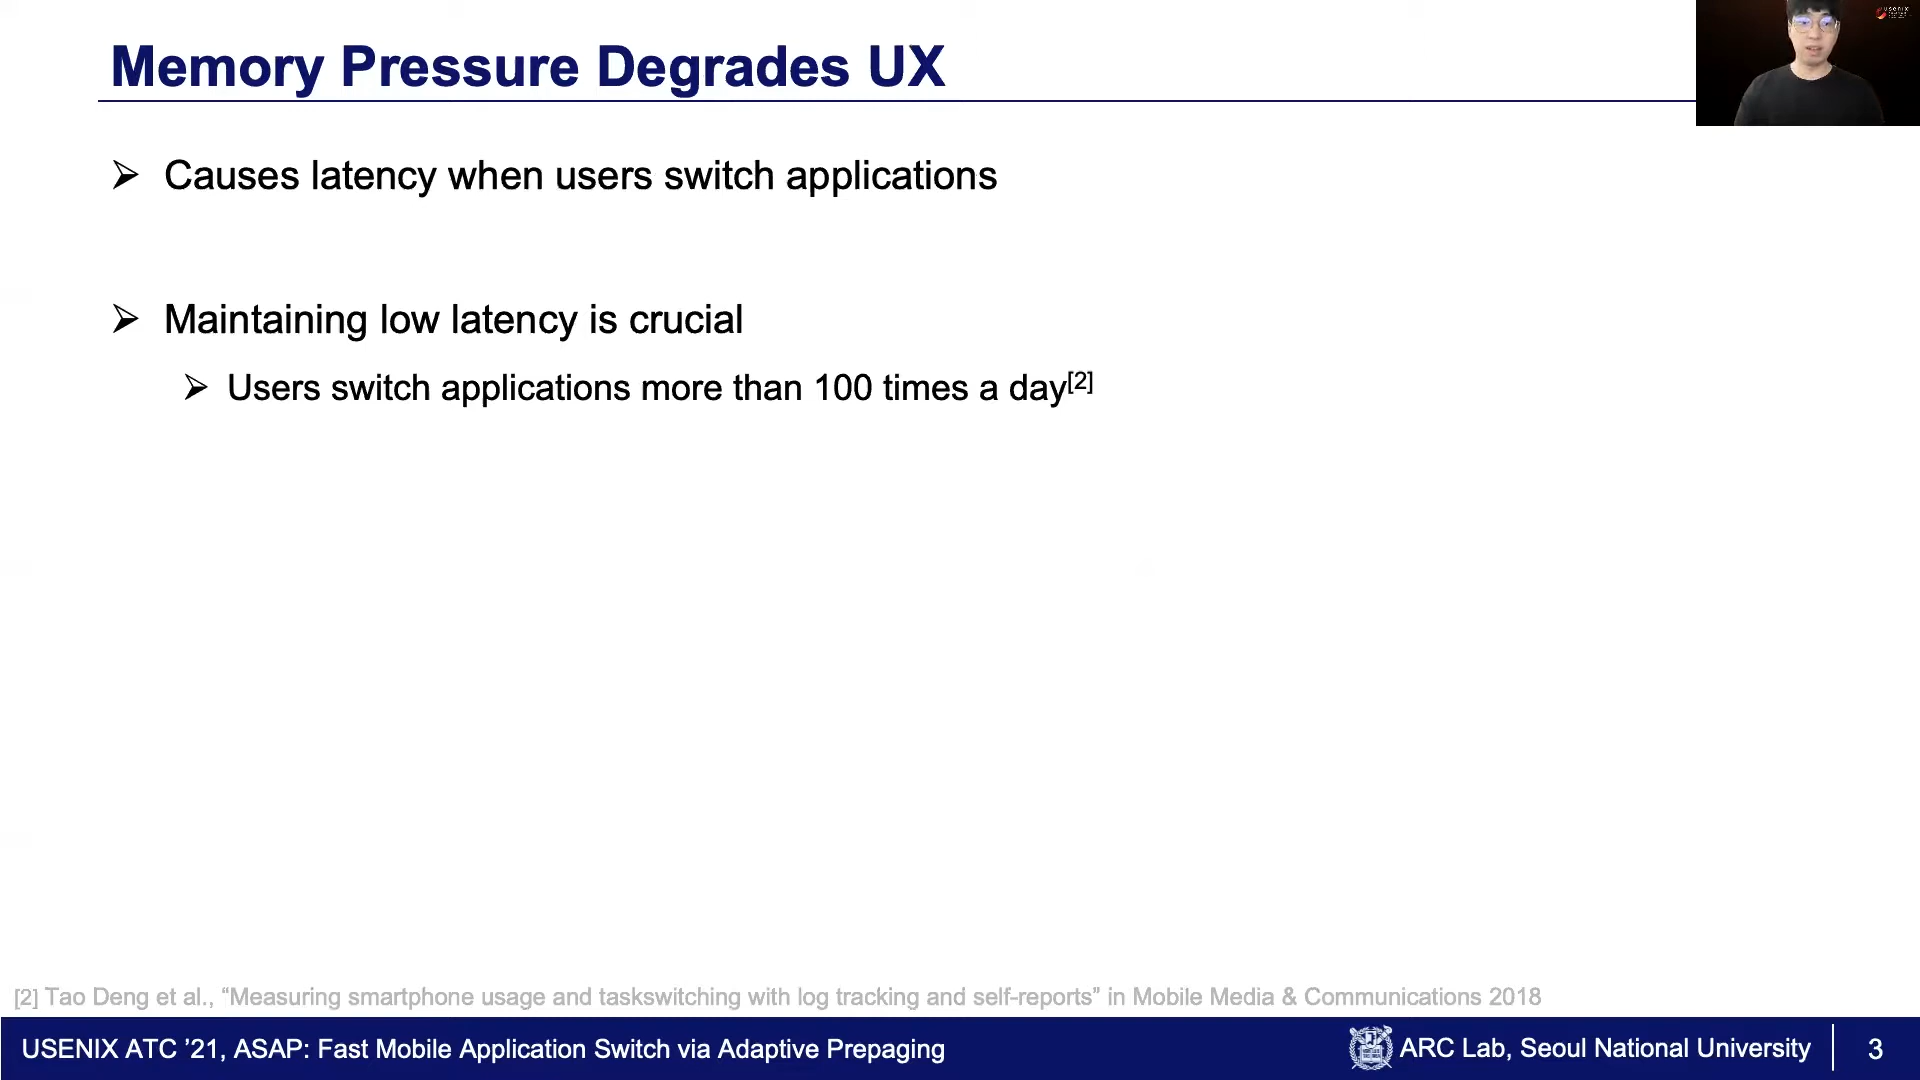 Memory Pressure Degrades UX
usenix
Causes latency when users switch applications
Maintaining low latency is crucial
Users switch applications more than 100 times a day[2]
[2] Tao Deng et al., “Measuring smartphone usage and taskswitching with log tracking and self-reports” in Mobile Media & Communications 2018
USENIX ATC ’21, ASAP: Fast Mobile Application Switch via Adaptive Prepaging
ARC Lab, Seoul National University
3